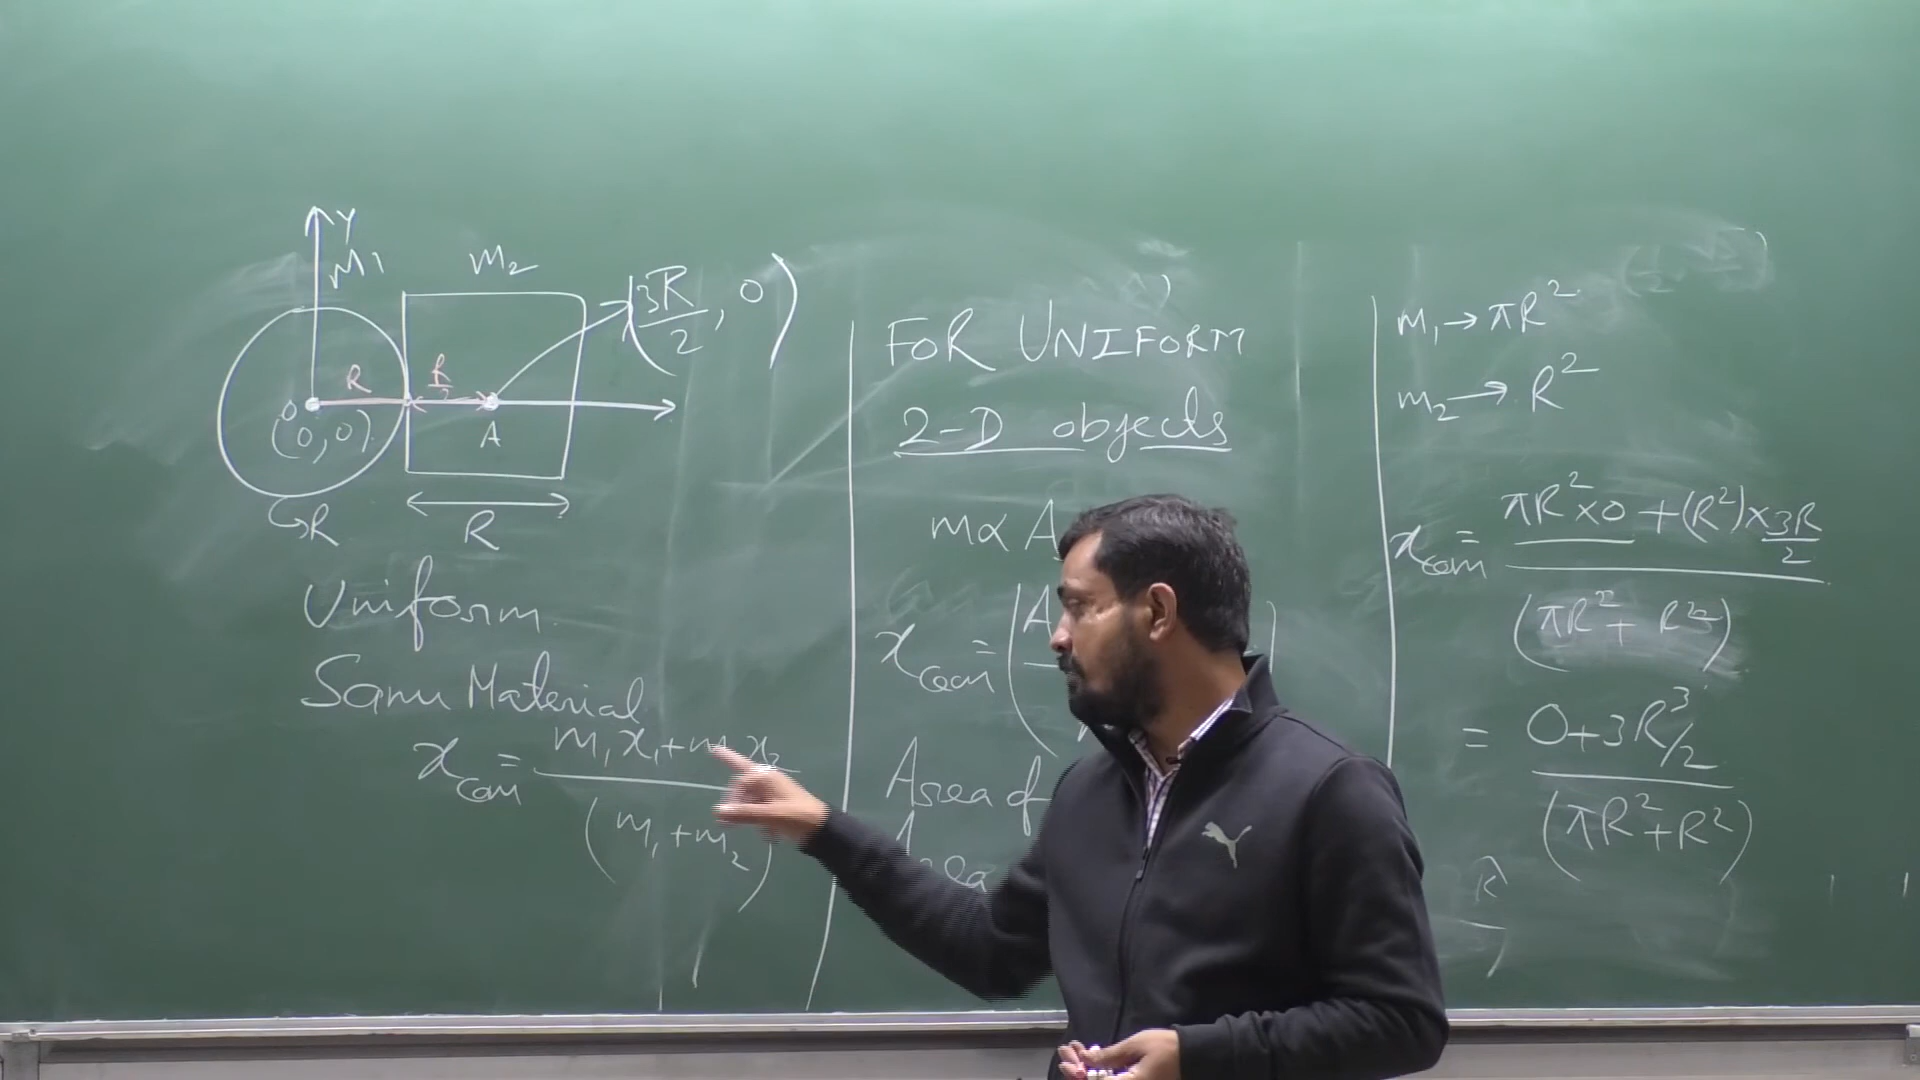 Y
M1
m2
(3R/2, 0)
R
R/2
O
(0,0)
A
R
R
Uniform
Same Material
xcom = m1x1+m2x2
(m1+m2)
FOR UNIFORM
2-D objects
m∝A
xcom = (A
Area of
Area
m1→πR²
m2→R²
xcom = πR²×0+(R²)×3R/2
(πR²+R²)
= 0+3R³/2
(πR²+R²)